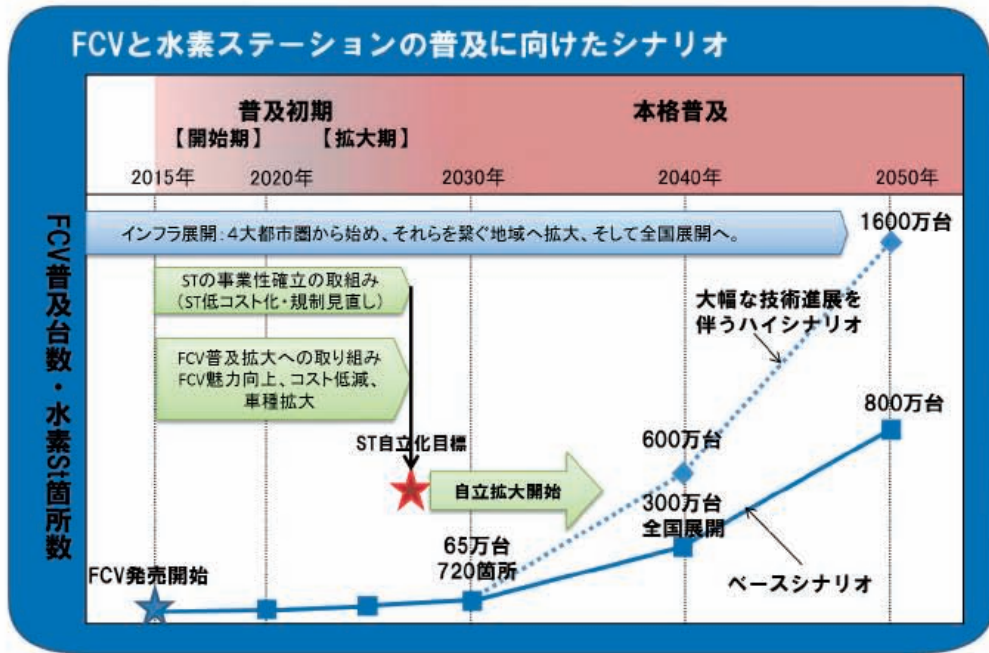 FCVと水素ステーションの普及に向けたシナリオ
普及初期
【開始期】 【拡大期】
本格普及
2015年 2020年 2030年 2040年 2050年
FCV普及台数・水素St箇所数
インフラ展開：４大都市圏から始め、それらを繋ぐ地域へ拡大、そして全国展開へ。
STの事業性確立の取組み
（ST低コスト化・規制見直し）
FCV普及拡大への取り組み
FCV魅力向上、コスト低減、
車種拡大
ST自立化目標
自立拡大開始
FCV発売開始
65万台
720箇所
600万台
300万台
全国展開
1600万台
大幅な技術進展を
伴うハイシナリオ
800万台
ベースシナリオ